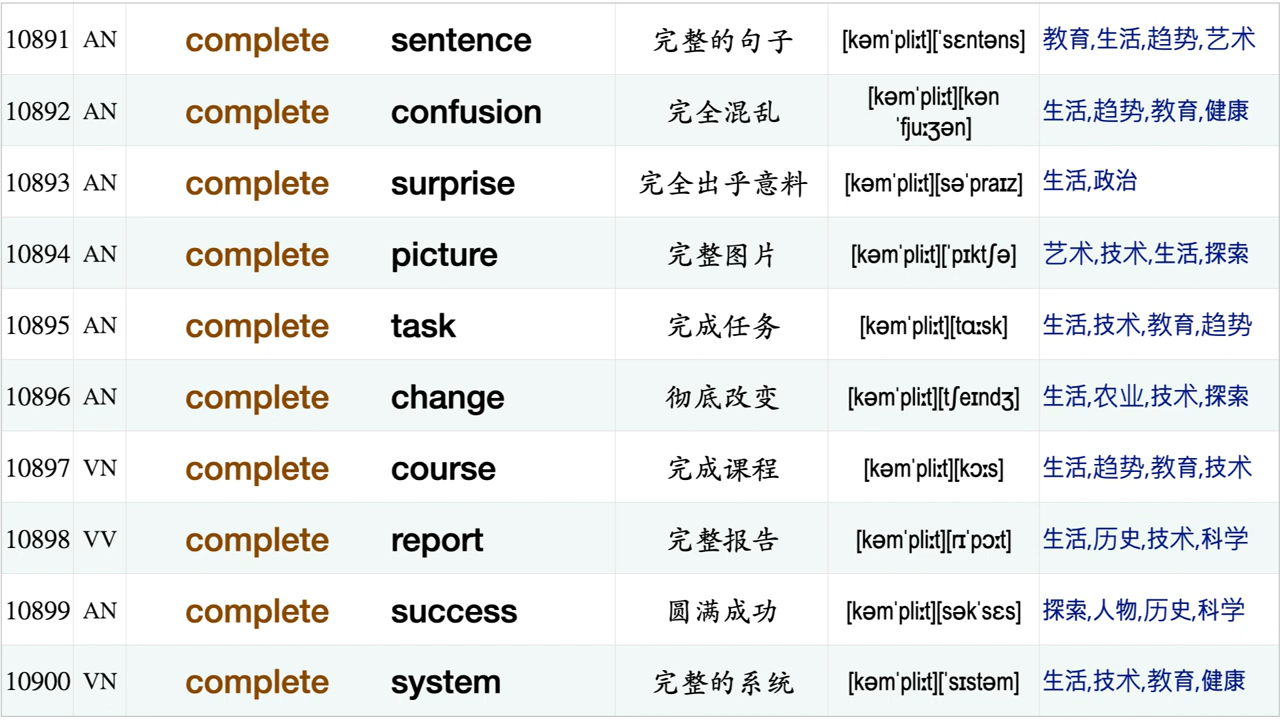 10891 AN complete sentence 完整的句子 [kəmˈpliːt][ˈsɛntəns] 教育,生活,趋势,艺术
10892 AN complete confusion 完全混乱 [kəmˈpliːt][kən ˈfjuːʒən] 生活,趋势,教育,健康
10893 AN complete surprise 完全出乎意料 [kəmˈpliːt][səˈpraɪz] 生活,政治
10894 AN complete picture 完整图片 [kəmˈpliːt][ˈpɪktʃə] 艺术,技术,生活,探索
10895 AN complete task 完成任务 [kəmˈpliːt][tɑːsk] 生活,技术,教育,趋势
10896 AN complete change 彻底改变 [kəmˈpliːt][tʃeɪndʒ] 生活,农业,技术,探索
10897 VN complete course 完成课程 [kəmˈpliːt][kɔːs] 生活,趋势,教育,技术
10898 VV complete report 完整报告 [kəmˈpliːt][rɪˈpɔːt] 生活,历史,技术,科学
10899 AN complete success 圆满成功 [kəmˈpliːt][səkˈsɛs] 探索,人物,历史,科学
10900 VN complete system 完整的系统 [kəmˈpliːt][ˈsɪstəm] 生活,技术,教育,健康